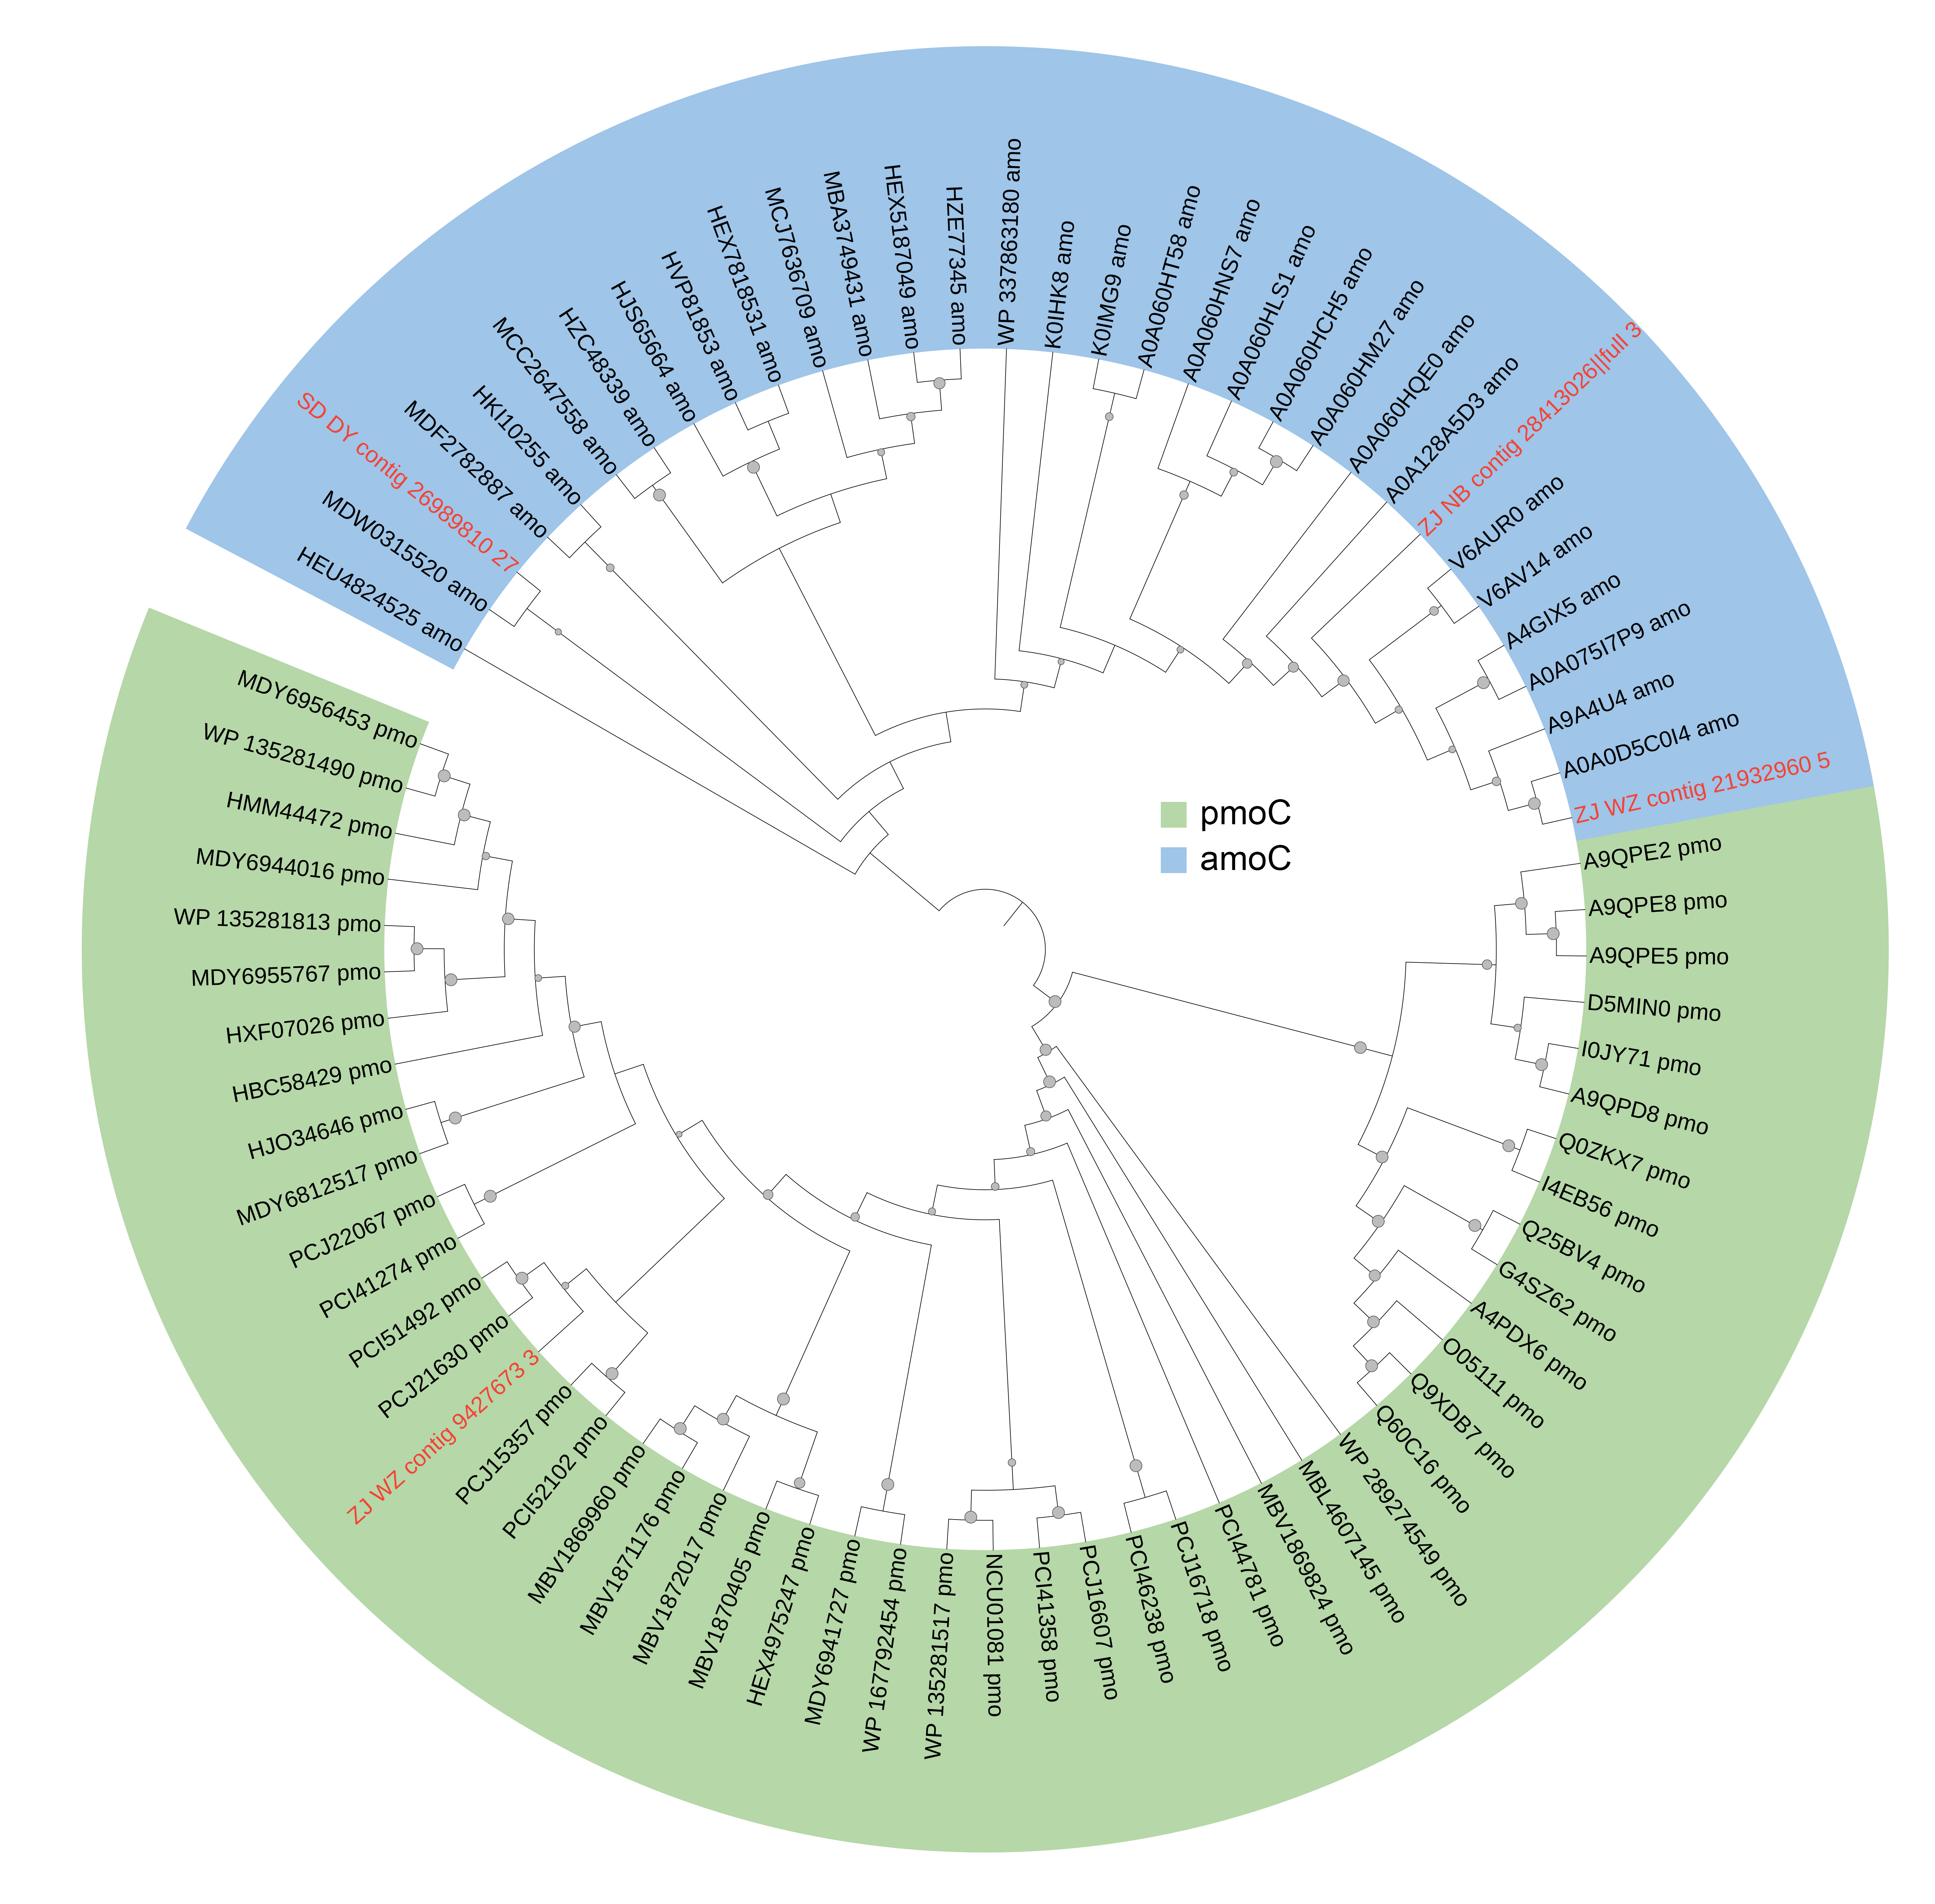 HEU4824525 amo
MDW0315520 amo
SD DY contig 26989810 27
MDF2782887 amo
HKI10255 amo
MCC2647558 amo
HZC48339 amo
HJS65664 amo
HVP81853 amo
HEX7818531 amo
MCJ7636709 amo
MBA3749431 amo
HEX5187049 amo
HZE77345 amo
WP 337863180 amo
K0IHK8 amo
K0IMG9 amo
A0A060HT58 amo
A0A060HNS7 amo
A0A060HLS1 amo
A0A060HCH5 amo
A0A060HM27 amo
A0A060HQE0 amo
A0A128A5D3 amo
ZJ NB contig 28413026||full 3
V6AUR0 amo
V6AV14 amo
A4GIX5 amo
A0A075I7P9 amo
A9A4U4 amo
A0A0D5C0I4 amo
ZJ WZ contig 21932960 5
A9QPE2 pmo
A9QPE8 pmo
A9QPE5 pmo
D5MIN0 pmo
I0JY71 pmo
A9QPD8 pmo
Q0ZKX7 pmo
I4EB56 pmo
Q25BV4 pmo
G4SZ62 pmo
A4PDX6 pmo
O05111 pmo
Q9XDB7 pmo
Q60C16 pmo
WP 289274549 pmo
MBL4607145 pmo
MBV1869824 pmo
PCI44781 pmo
PCJ16718 pmo
PCI46238 pmo
PCJ16607 pmo
PCI41358 pmo
NCU01081 pmo
WP 135281517 pmo
WP 167792454 pmo
MDY6941727 pmo
HEX4975247 pmo
MBV1870405 pmo
MBV1872017 pmo
MBV1871176 pmo
MBV1869960 pmo
PCI52102 pmo
PCJ15357 pmo
ZJ WZ contig 9427673 3
PCJ21630 pmo
PCI51492 pmo
PCI41274 pmo
PCJ22067 pmo
MDY6812517 pmo
HJO34646 pmo
HBC58429 pmo
HXF07026 pmo
MDY6955767 pmo
WP 135281813 pmo
MDY6944016 pmo
HMM44472 pmo
WP 135281490 pmo
MDY6956453 pmo
pmoC
amoC